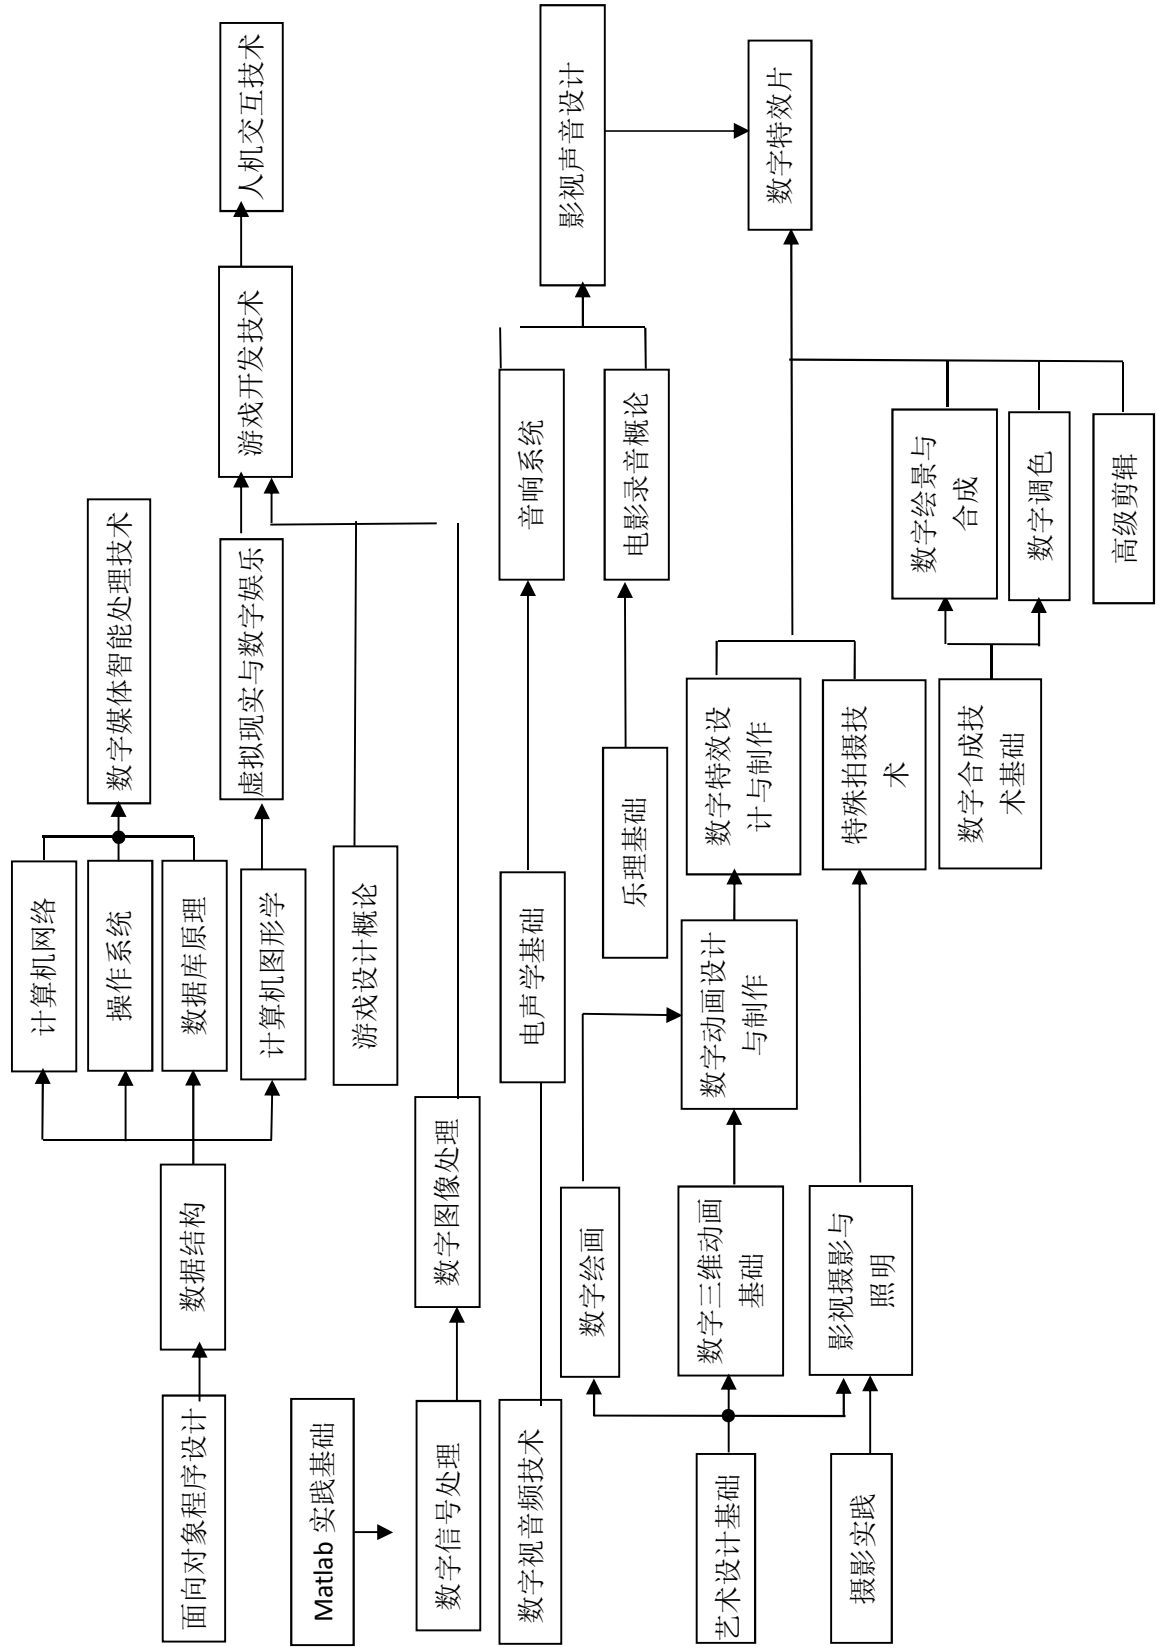 面向对象程序设计
数据结构
计算机网络
操作系统
数据库原理
计算机图形学
数字媒体智能处理技术
虚拟现实与数字娱乐
游戏开发技术
人机交互技术
Matlab 实践基础
游戏设计概论
数字信号处理
数字图像处理
数字视音频技术
电声学基础
音响系统
乐理基础
电影录音概论
影视声音设计
艺术设计基础
数字绘画
数字三维动画
基础
数字动画设计
与制作
数字特效设
计与制作
摄影实践
影视摄影与
照明
特殊拍摄技
术
数字合成技
术基础
数字绘景与
合成
数字调色
高级剪辑
数字特效片